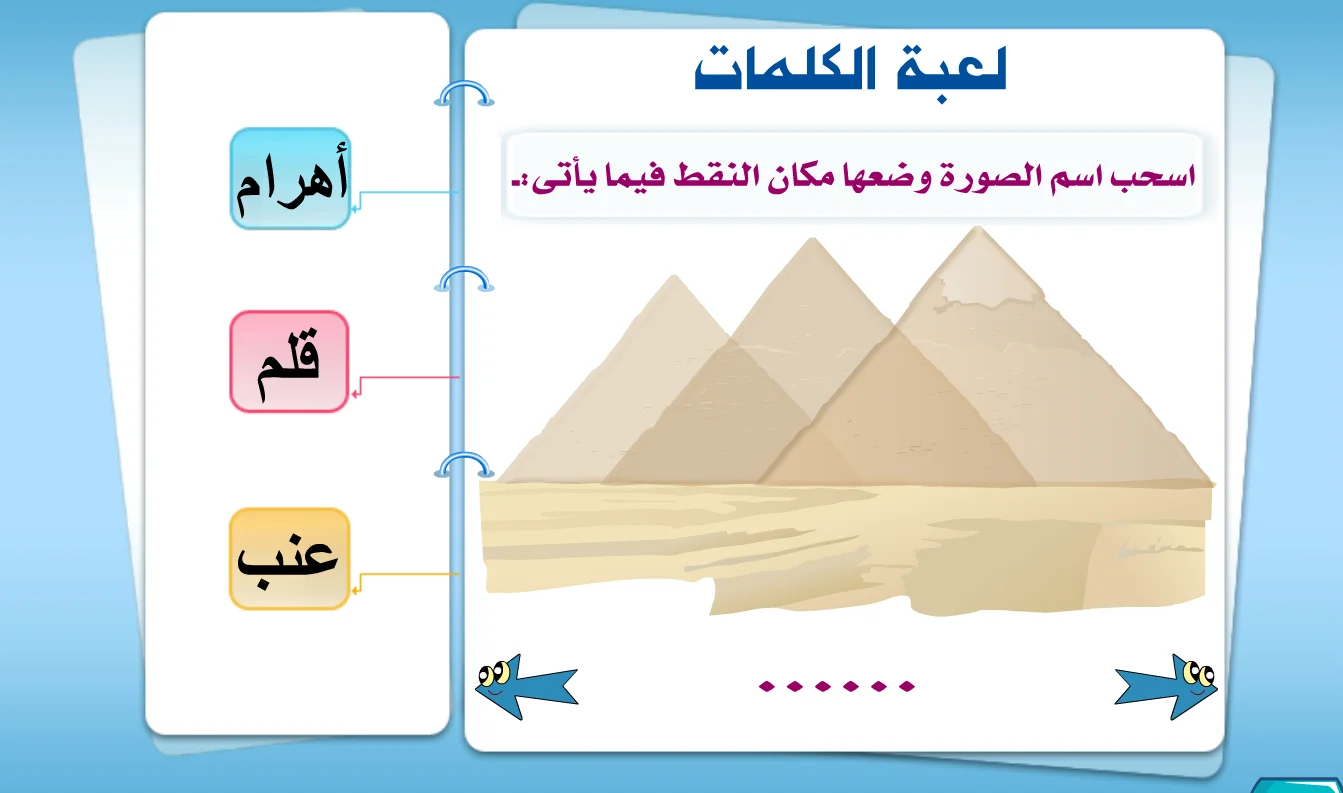 لعبة الكلمات
اسحب اسم الصورة وضعها مكان النقط فيما يأتى :ـ
أهرام
قلم
عنب
......